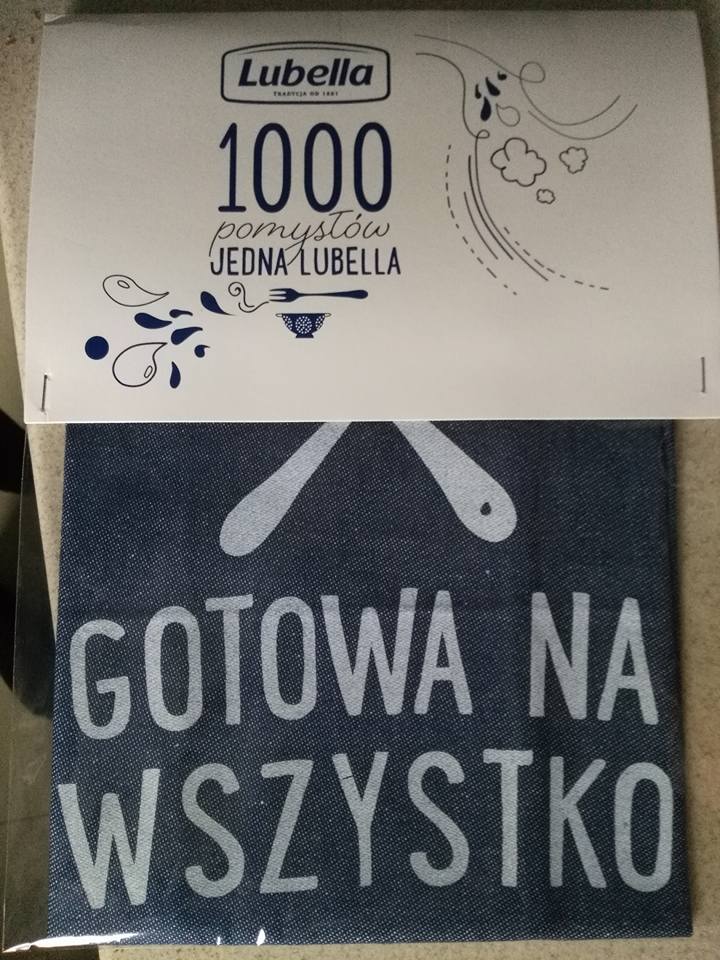 Lubella
TRADYCJA OD 1881
1000
pomysłów
JEDNA LUBELLA
GOTOWA NA
WSZYSTKO